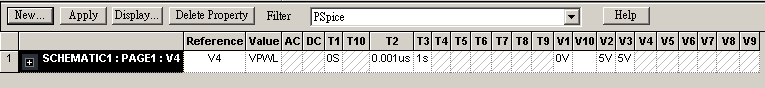 New... Apply Display... Delete Property Filter PSpice Help
Reference Value AC DC T1 T10 T2 T3 T4 T5 T6 T7 T8 T9 V1 V10 V2 V3 V4 V5 V6 V7 V8 V9
1 + SCHEMATIC1 : PAGE1 : V4 V4 VPWL 0S 0.001us 1s 0V 5V 5V